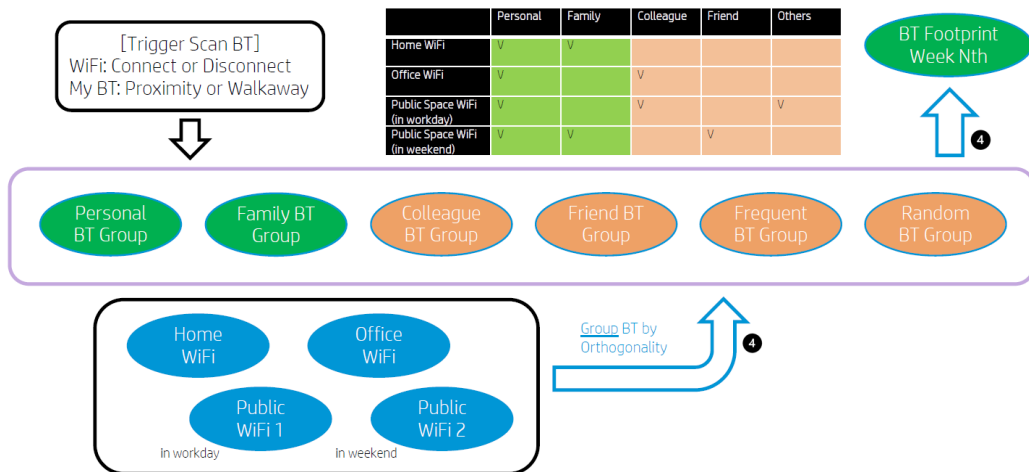 [Trigger Scan BT]
WiFi: Connect or Disconnect
My BT: Proximity or Walkaway
Personal Family Colleague Friend Others
Home WiFi V V
Office WiFi V V
Public Space WiFi V V V
(in workday)
Public Space WiFi V V V
(in weekend)
BT Footprint
Week Nth
4
Personal
BT Group
Family BT
Group
Colleague
BT Group
Friend BT
Group
Frequent
BT Group
Random
BT Group
Home
WiFi
Office
WiFi
Public
WiFi 1
Public
WiFi 2
in workday
in weekend
Group BT by
Orthogonality
4